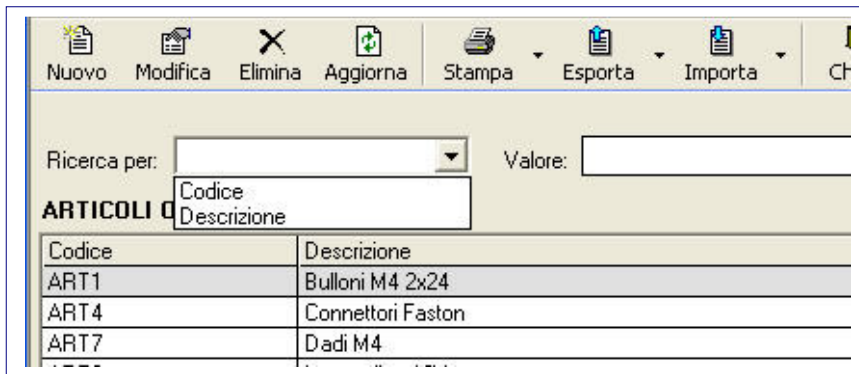 Nuovo Modifica Elimina Aggiorna Stampa Esporta Importa
Ricerca per: Valore:
Codice
Descrizione
ARTICOLI
Codice Descrizione
ART1 Bulloni M4 2x24
ART4 Connettori Faston
ART7 Dadi M4